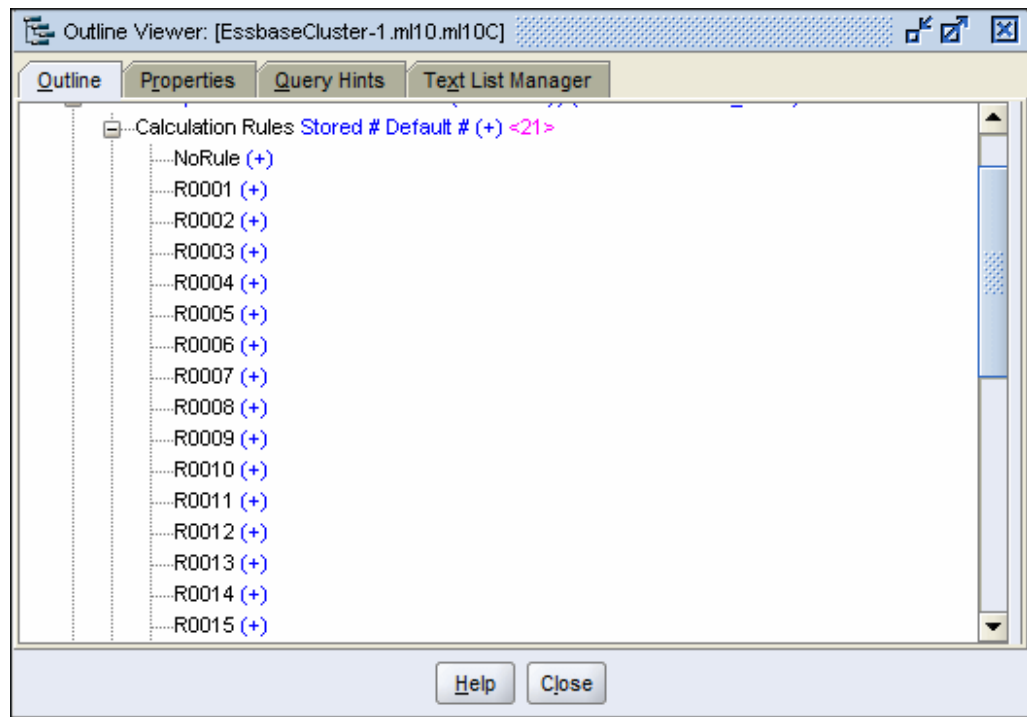 Outline Viewer: [EssbaseCluster-1.ml10.ml10C]
Outline Properties Query Hints Text List Manager
Calculation Rules Stored # Default # (+) <21>
NoRule (+)
R0001 (+)
R0002 (+)
R0003 (+)
R0004 (+)
R0005 (+)
R0006 (+)
R0007 (+)
R0008 (+)
R0009 (+)
R0010 (+)
R0011 (+)
R0012 (+)
R0013 (+)
R0014 (+)
R0015 (+)
Help Close